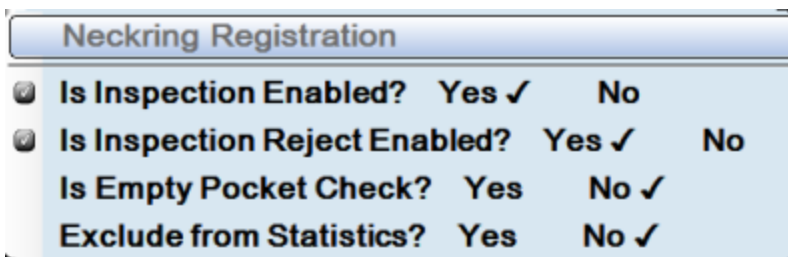 Neckring Registration
Is Inspection Enabled? Yes ✓ No
Is Inspection Reject Enabled? Yes ✓ No
Is Empty Pocket Check? Yes No ✓
Exclude from Statistics? Yes No ✓